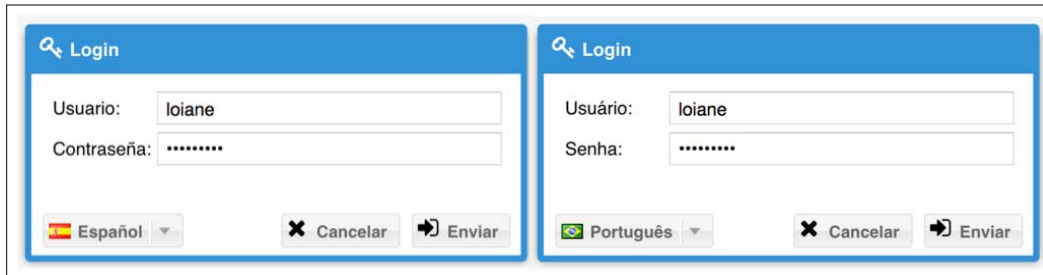 Login
Usuario: loiane
Contraseña: •••••••••
Español Cancelar Enviar
Login
Usuário: loiane
Senha: •••••••••
Português Cancelar Enviar